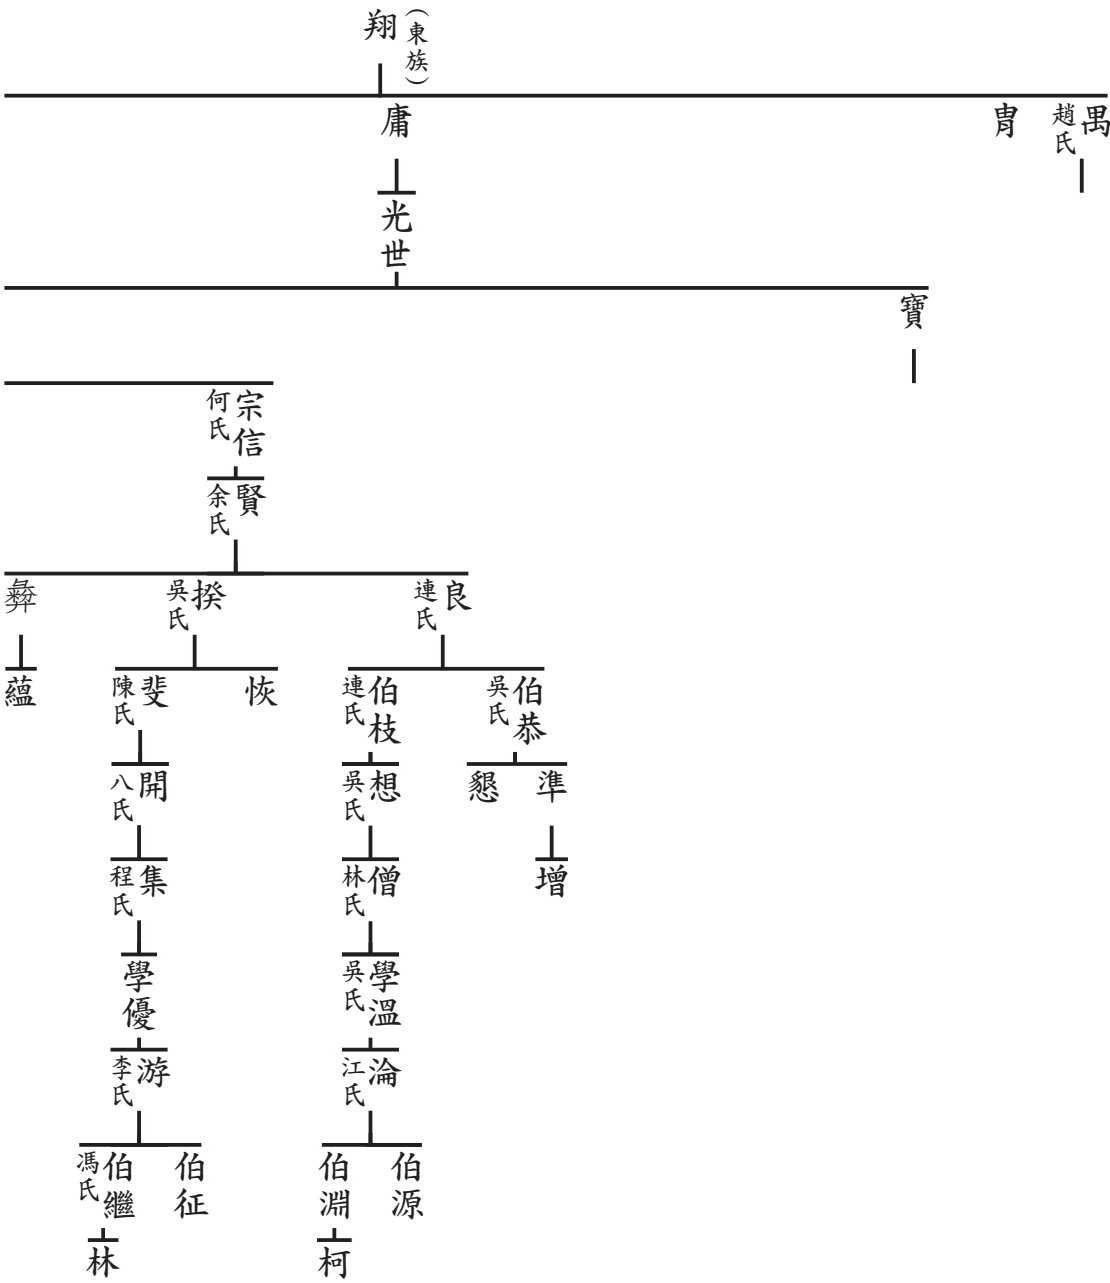 翔
（東族）
禺
趙氏
冑
庸
光世
寶
宗信
何氏
賢
余氏
良
連氏
揆
吳氏
彜
伯恭
吳氏
伯枝
連氏
恢
斐
陳氏
蘊
準
懇
想
吳氏
開
八氏
增
僧
林氏
集
程氏
學溫
吳氏
學優
淪
江氏
游
李氏
伯源
伯淵
伯征
伯繼
馮氏
柯
林